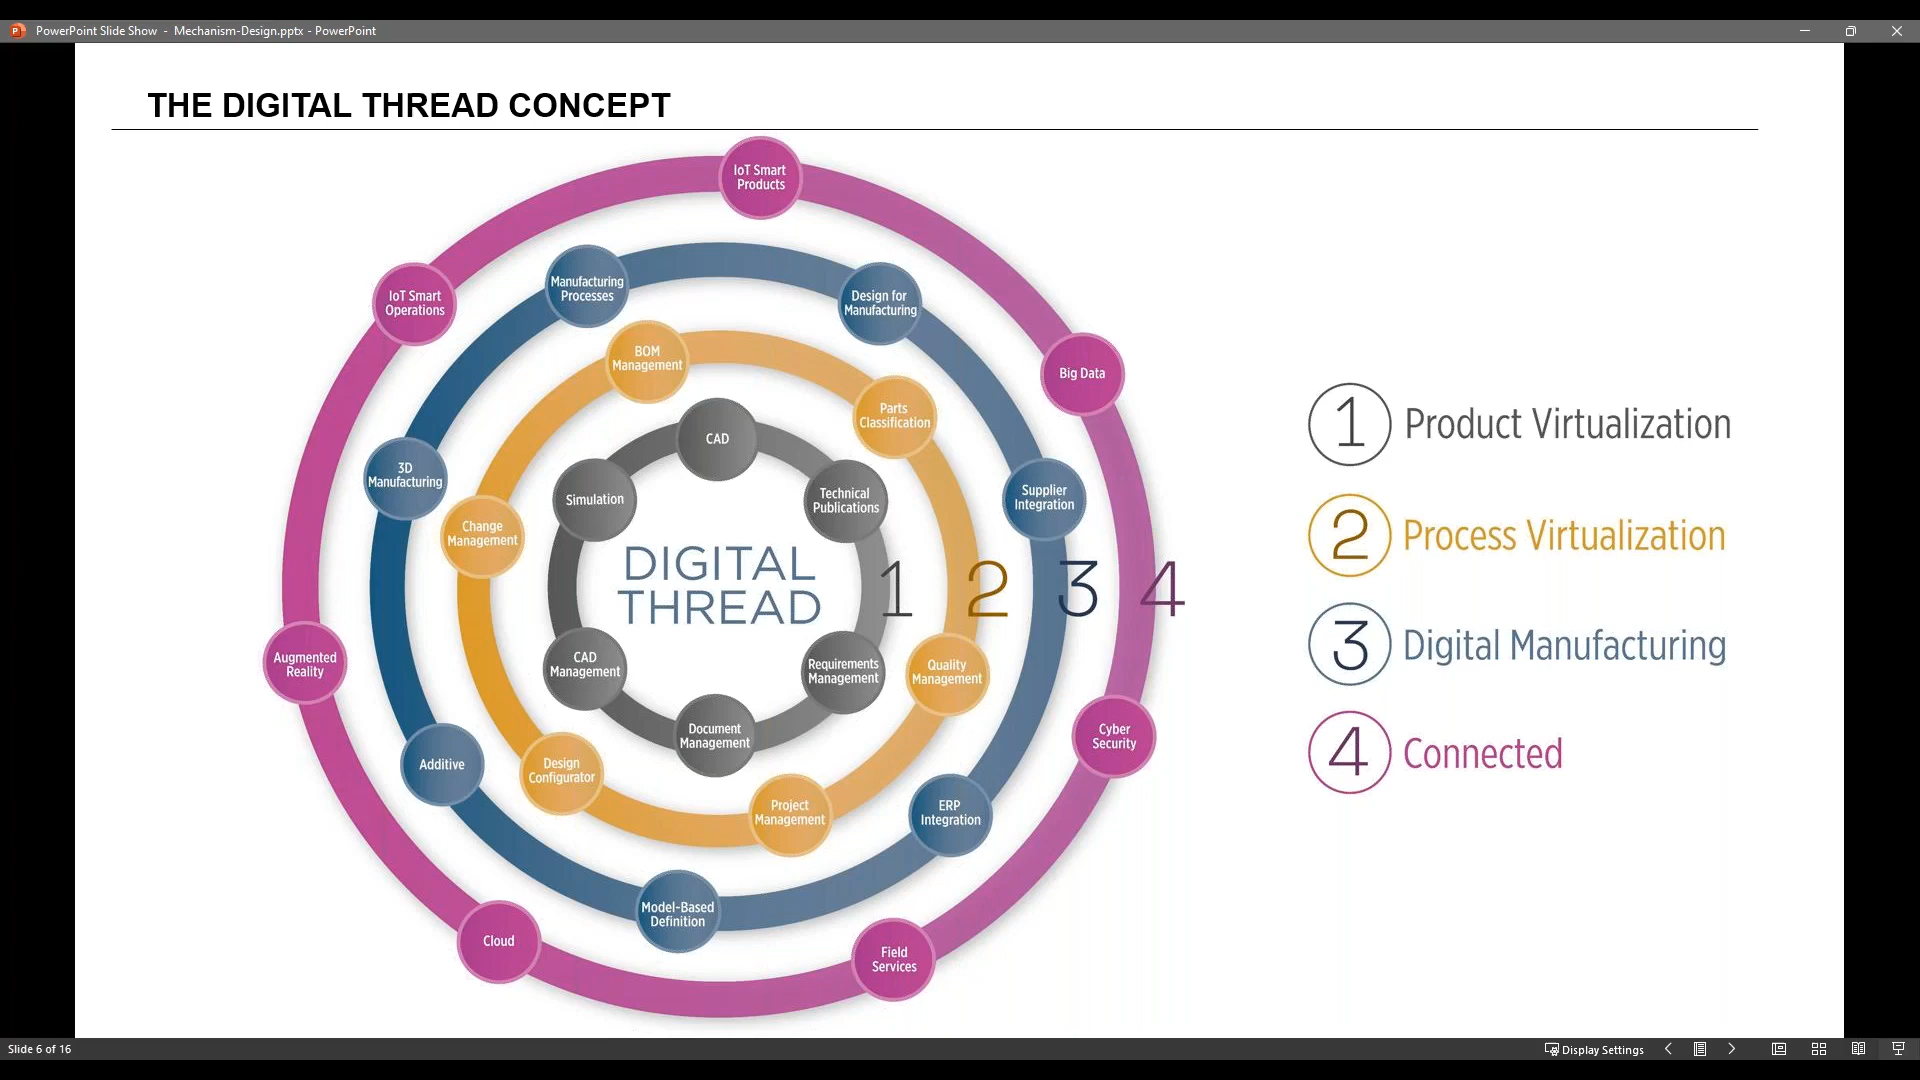 PowerPoint Slide Show - Mechanism-Design.pptx - PowerPoint
THE DIGITAL THREAD CONCEPT
IoT Smart
Products
IoT Smart
Operations
Big Data
Augmented
Reality
Cyber
Security
Cloud
Field
Services
Manufacturing
Processes
Design for
Manufacturing
3D
Manufacturing
Supplier
Integration
Additive
ERP
Integration
Model-Based
Definition
BOM
Management
Parts
Classification
Change
Management
Quality
Management
Design
Configurator
Project
Management
CAD
Simulation
Technical
Publications
CAD
Management
Requirements
Management
Document
Management
DIGITAL
THREAD
1 2 3 4
1 Product Virtualization
2 Process Virtualization
3 Digital Manufacturing
4 Connected
Slide 6 of 16
Display Settings